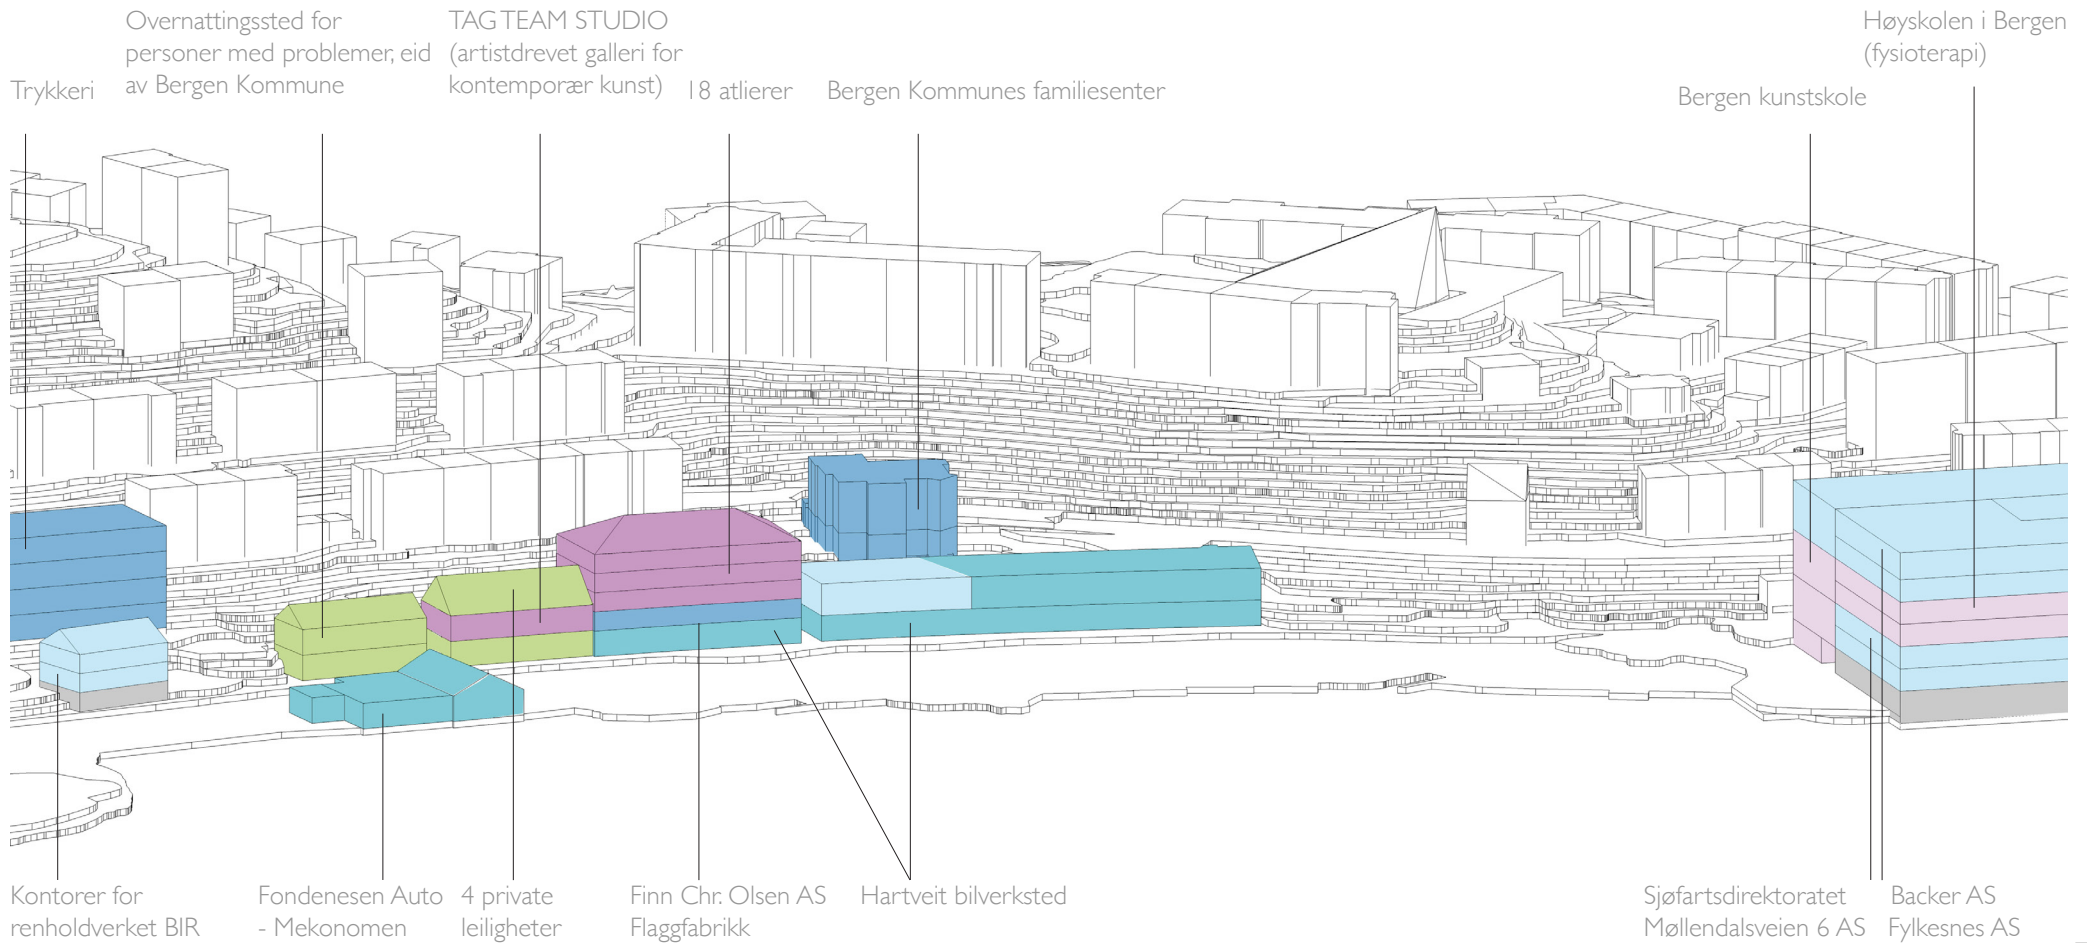 Trykkeri
Overnattingssted for
personer med problemer, eid
av Bergen Kommune
TAG TEAM STUDIO
(artistdrevet galleri for
kontemporær kunst)
18 atlierer
Bergen Kommunes familiesenter
Bergen kunstskole
Høyskolen i Bergen
(fysioterapi)
Kontorer for
renholdverket BIR
Fondenesen Auto
- Mekonomen
4 private
leiligheter
Finn Chr. Olsen AS
Flaggfabrikk
Hartveit bilverksted
Sjøfartsdirektoratet
Møllendalsveien 6 AS
Backer AS
Fylkesnes AS